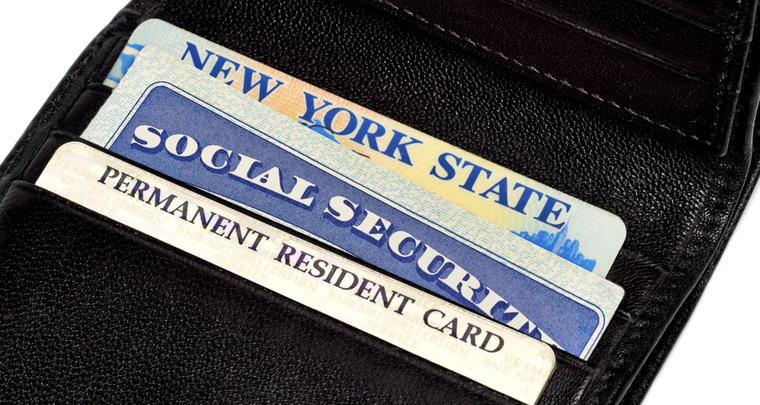 NEW YORK STATE
SOCIAL SECURITY
PERMANENT RESIDENT CARD